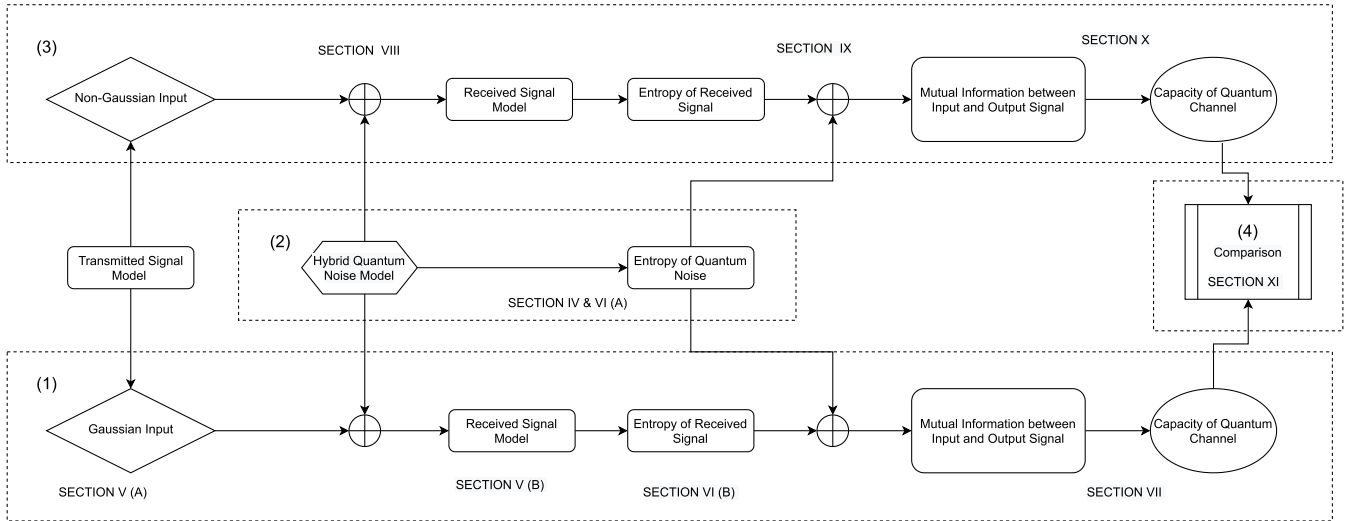 (3)
SECTION VIII
SECTION IX
SECTION X
Non-Gaussian Input
Received Signal
Model
Entropy of Received
Signal
Mutual Information between
Input and Output Signal
Capacity of Quantum
Channel
(2)
Transmitted Signal
Model
Hybrid Quantum
Noise Model
Entropy of Quantum
Noise
SECTION IV & VI (A)
(4)
Comparison
SECTION XI
(1)
Gaussian Input
Received Signal
Model
Entropy of Received
Signal
Mutual Information between
Input and Output Signal
Capacity of Quantum
Channel
SECTION V (A)
SECTION V (B)
SECTION VI (B)
SECTION VII